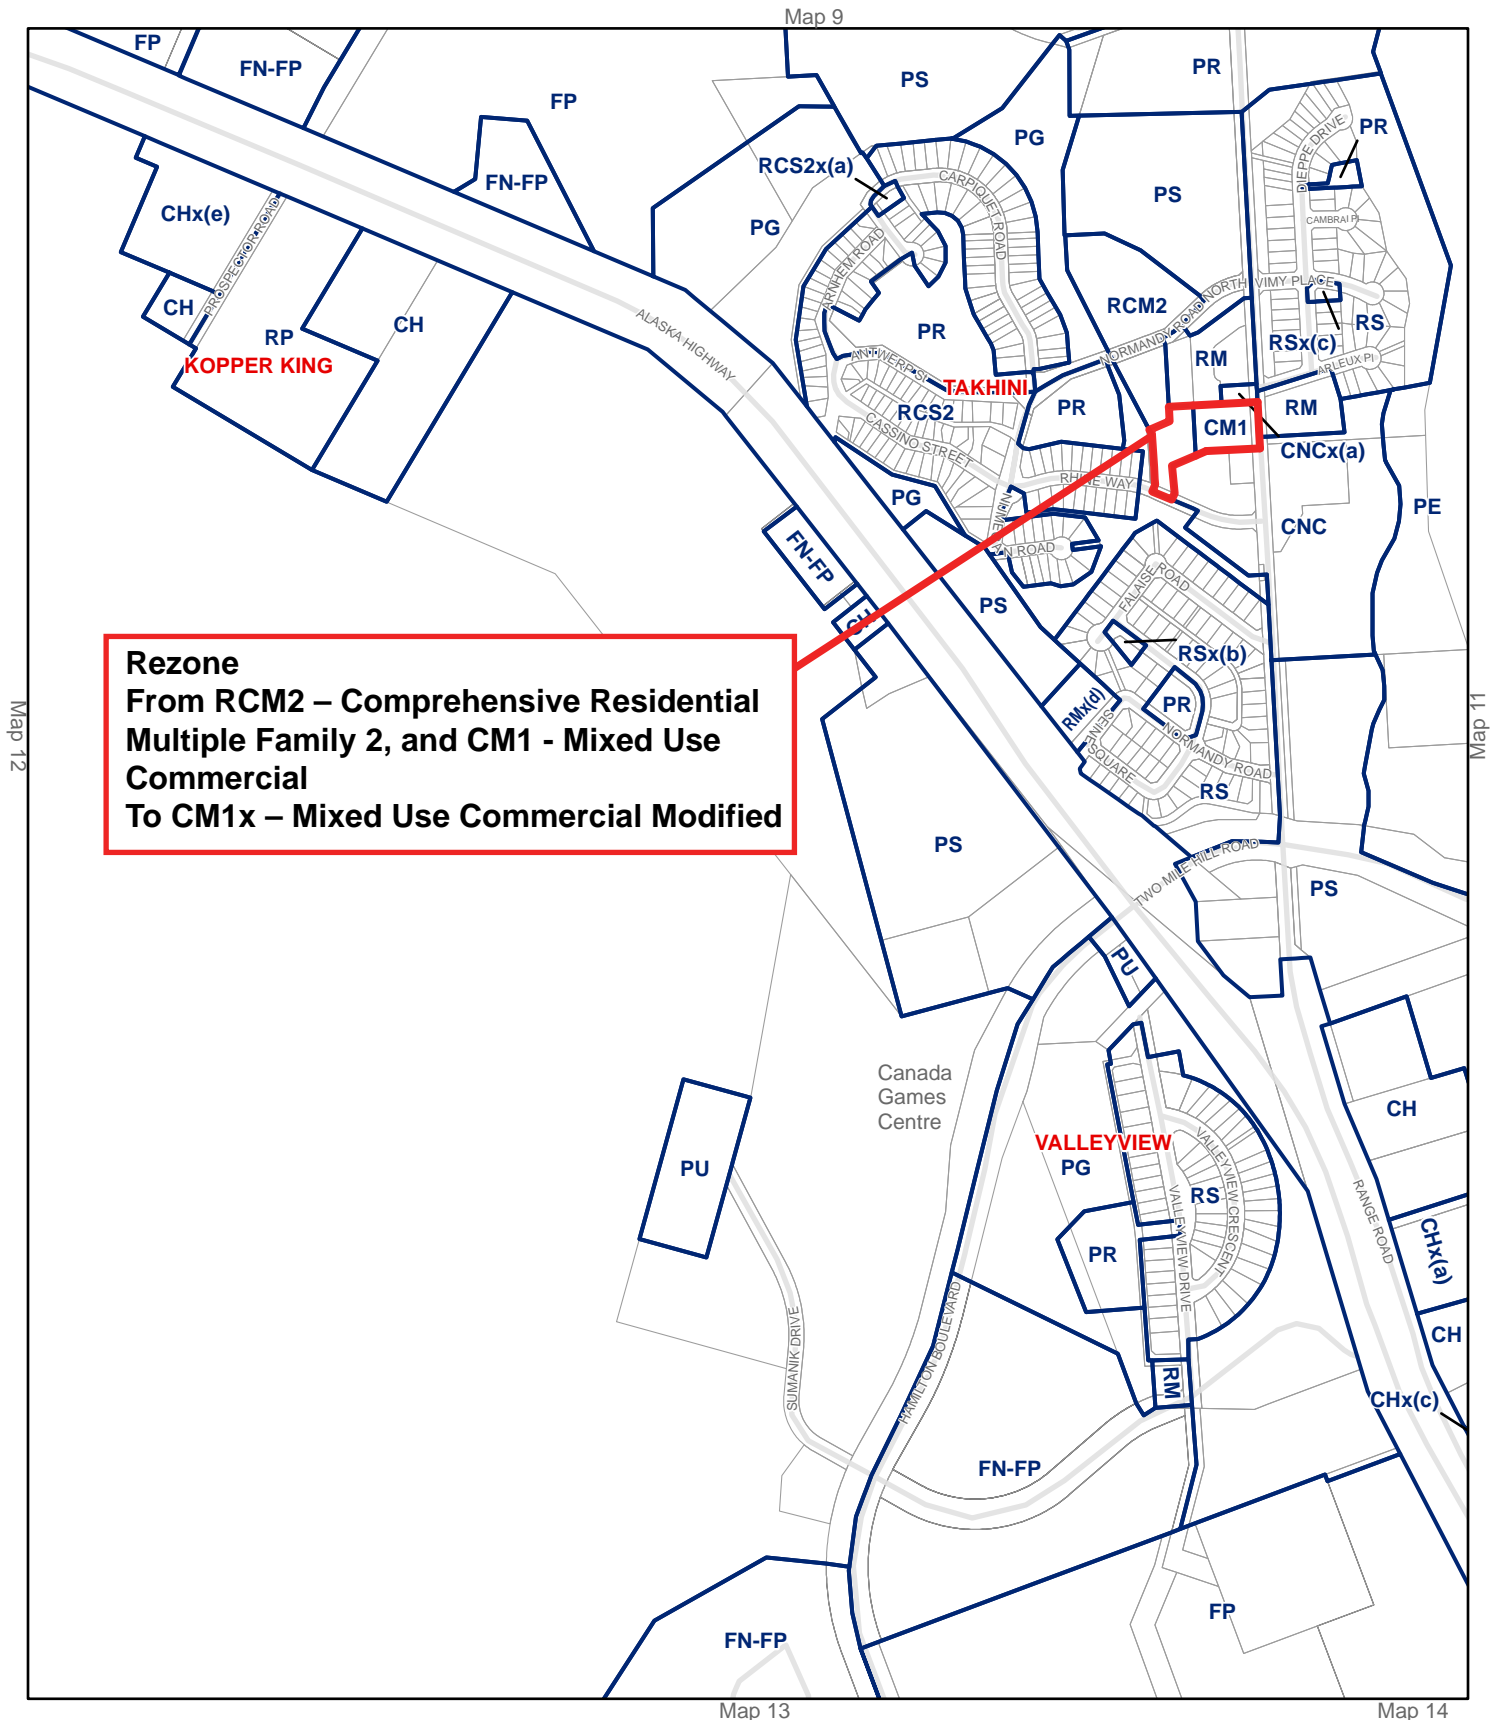 Map 9
FP
FN-FP
FP
FN-FP
PS
PR
PG
PR
RCS2x(a)
PS
DIEPPE DRIVE
CARPIQUET ROAD
CHx(e)
PROSPECTOR ROAD
PG
CAMBRAI Pl
ARNHEM ROAD
CH
RP
CH
KOPPER KING
ALASKA HIGHWAY
PR
RCM2
NORMANDY ROAD NORTH
VIMY PLACE
RS
RSx(c)
ARLEUX Pl
RM
ANTWERP St
TAKHINI
RCS2
PR
RM
CM1
CNCx(a)
CASSINO STREET
RHINE WAY
PG
PE
CNC
FN-FP
PS
CH
FALAISE ROAD
RSx(b)
RMx(d)
PR
SEINE SQUARE
NORMANDY ROAD
RS
Rezone
From RCM2 – Comprehensive Residential
Multiple Family 2, and CM1 - Mixed Use
Commercial
To CM1x – Mixed Use Commercial Modified
Map 12
Map 11
PS
TWO MILE HILL ROAD
PS
PU
Canada
Games
Centre
CH
VALLEYVIEW
PG
PU
RS
VALLEYVIEW CRESCENT
VALLEYVIEW DRIVE
RANGE ROAD
PR
CHx(a)
CH
SUMANIK DRIVE
HAMILTON BOULEVARD
RM
CHx(c)
FN-FP
FP
FN-FP
Map 13
Map 14